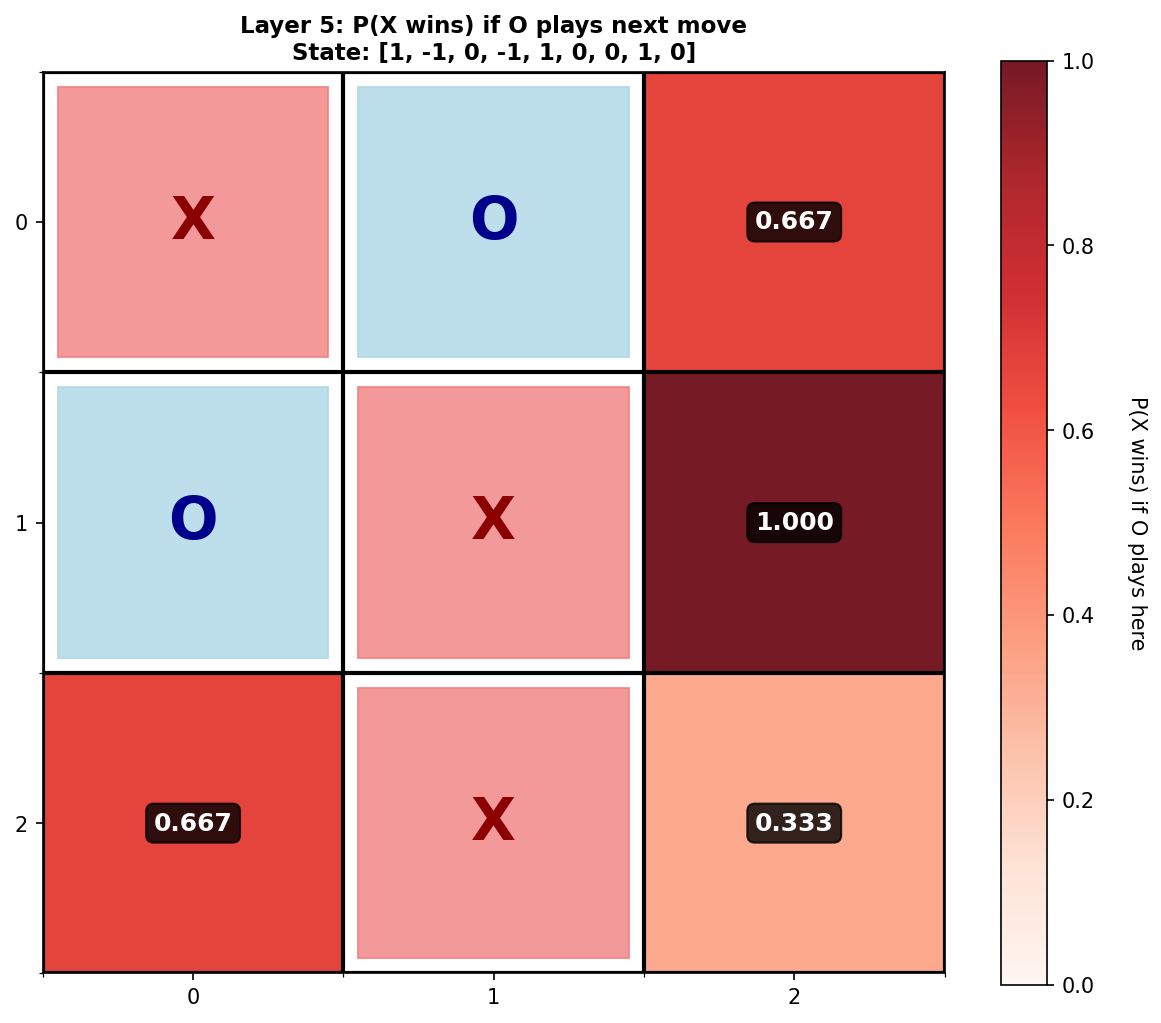 Layer 5: P(X wins) if O plays next move
State: [1, -1, 0, -1, 1, 0, 0, 1, 0]
0
X
O
0.667
1
O
X
1.000
2
0.667
X
0.333
0
1
2
1.0
0.8
0.6
0.4
0.2
0.0
P(X wins) if O plays here